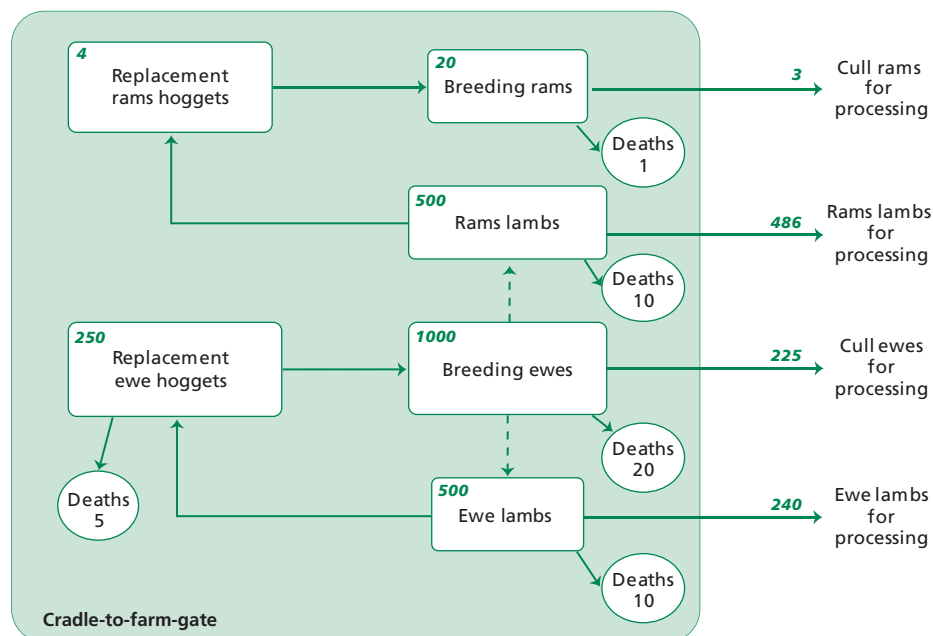 4
Replacement
rams hoggets
20
Breeding rams
3
Cull rams
for
processing
Deaths
1
500
Rams lambs
486
Rams lambs
for
processing
Deaths
10
250
Replacement
ewe hoggets
1000
Breeding ewes
225
Cull ewes
for
processing
Deaths
20
Deaths
5
500
Ewe lambs
240
Ewe lambs
for
processing
Deaths
10
Cradle-to-farm-gate